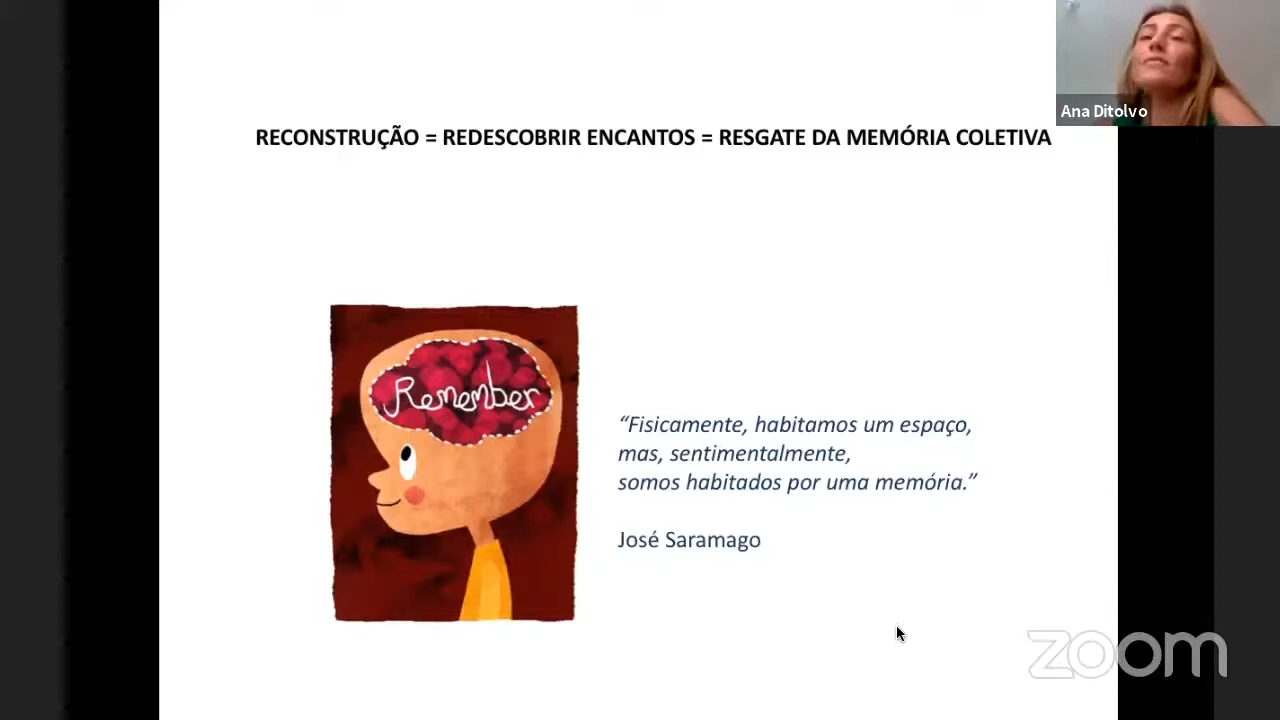 Ana Ditolvo
RECONSTRUÇÃO = REDESCOBRIR ENCANTOS = RESGATE DA MEMÓRIA COLETIVA
Remember
“Fisicamente, habitamos um espaço,
mas, sentimentalmente,
somos habitados por uma memória.”
José Saramago
zoom